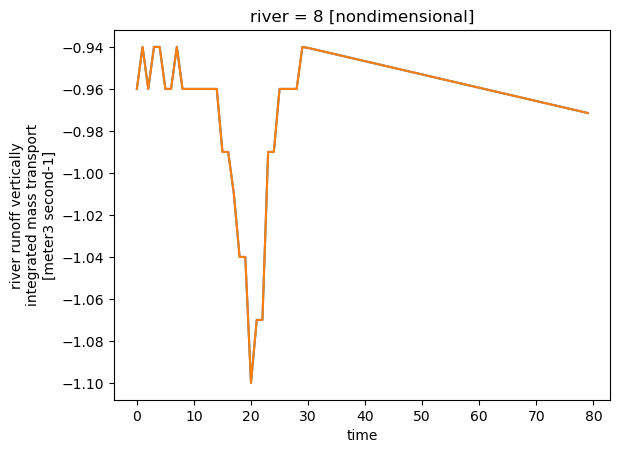 river = 8 [nondimensional]
river runoff vertically
integrated mass transport
[meter3 second-1]
−0.94
−0.96
−0.98
−1.00
−1.02
−1.04
−1.06
−1.08
−1.10
0 10 20 30 40 50 60 70 80
time